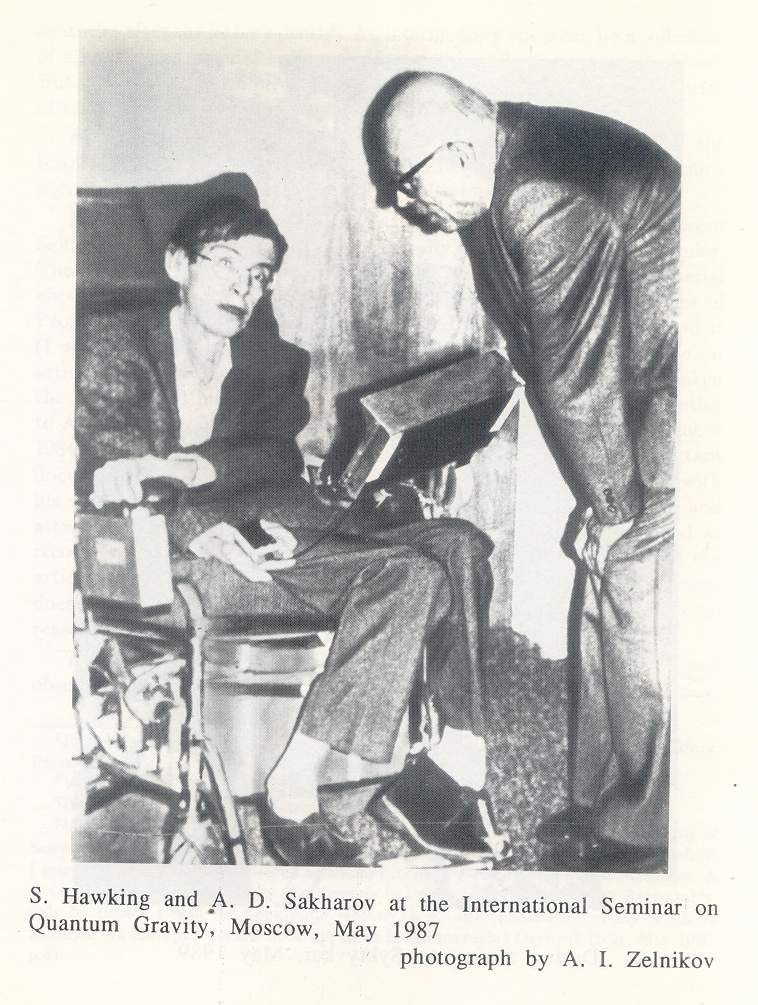 S. Hawking and A. D. Sakharov at the International Seminar on
Quantum Gravity, Moscow, May 1987
photograph by A. I. Zelnikov